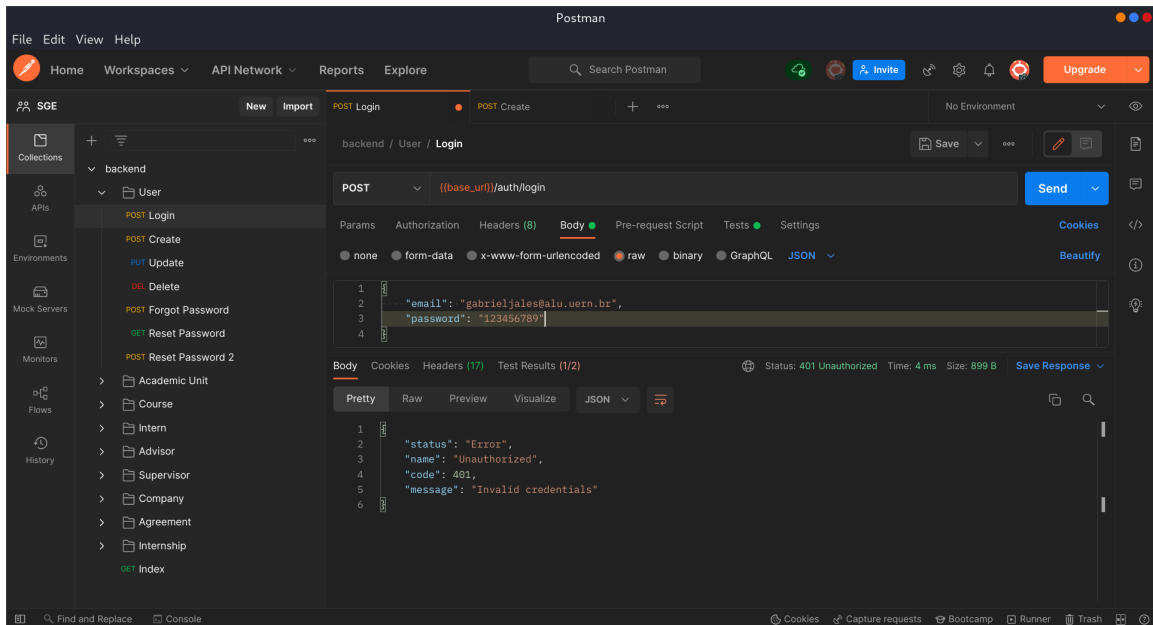 Postman
File Edit View Help
Home Workspaces API Network Reports Explore Search Postman Invite Upgrade
SGE New Import POST Login POST Create No Environment
Collections
APIs
Environments
Mock Servers
Monitors
Flows
History
backend
User
POST Login
POST Create
PUT Update
DEL Delete
POST Forgot Password
GET Reset Password
POST Reset Password 2
Academic Unit
Course
Intern
Advisor
Supervisor
Company
Agreement
Internship
GET Index
backend / User / Login Save
POST {{base_url}}/auth/login Send
Params Authorization Headers (8) Body Pre-request Script Tests Settings Cookies
none form-data x-www-form-urlencoded raw binary GraphQL JSON Beautify
1 {
2 "email": "gabrieljales@alu.uern.br",
3 "password": "123456789"
4 }
Body Cookies Headers (17) Test Results (1/2) Status: 401 Unauthorized Time: 4 ms Size: 899 B Save Response
Pretty Raw Preview Visualize JSON
1 {
2 "status": "Error",
3 "name": "Unauthorized",
4 "code": 401,
5 "message": "Invalid credentials"
6 }
Find and Replace Console Cookies Capture requests Bootcamp Runner Trash